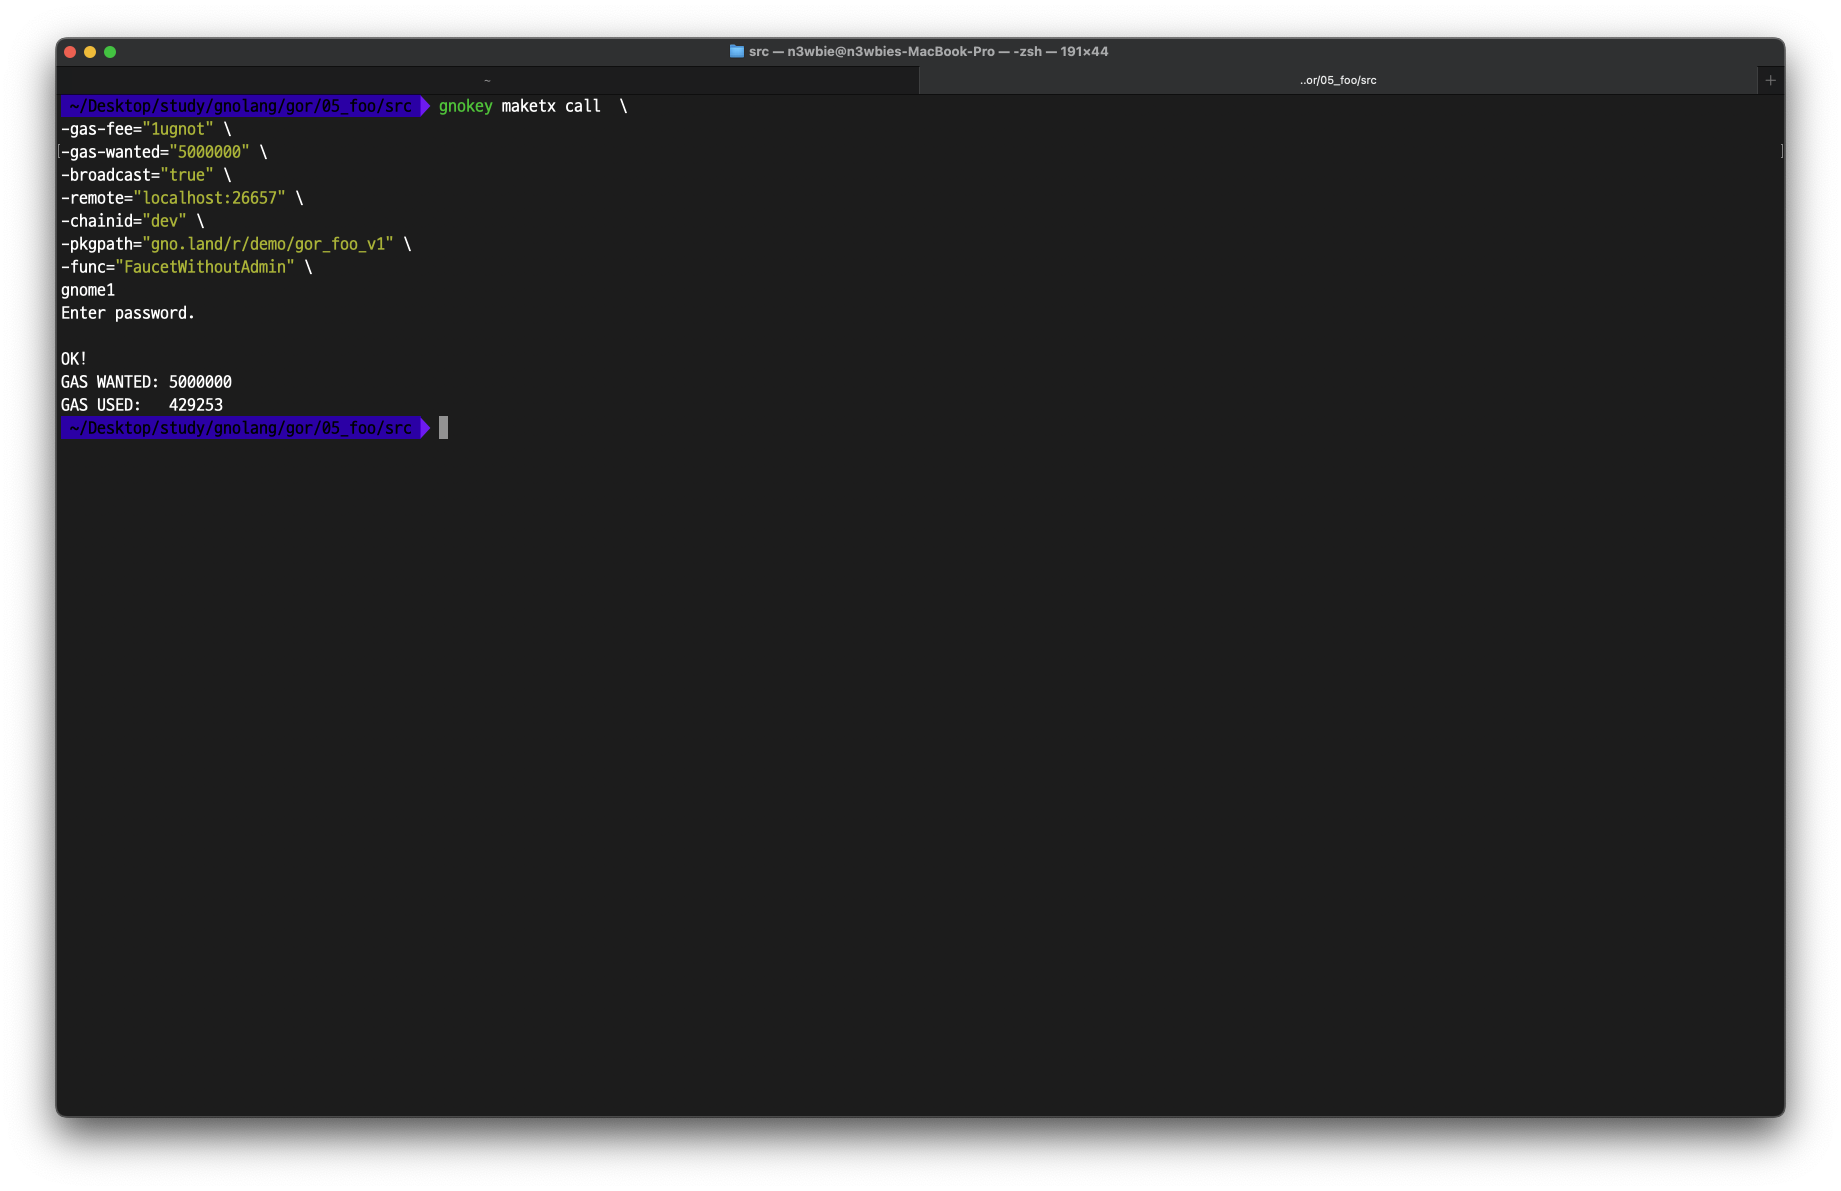 src — n3wbie@n3wbies-MacBook-Pro — -zsh — 191×44
~ ..or/05_foo/src +
~/Desktop/study/gnolang/gor/05_foo/src gnokey maketx call  \
-gas-fee="1ugnot" \
-gas-wanted="5000000" \
-broadcast="true" \
-remote="localhost:26657" \
-chainid="dev" \
-pkgpath="gno.land/r/demo/gor_foo_v1" \
-func="FaucetWithoutAdmin" \
gnome1
Enter password.
OK!
GAS WANTED: 5000000
GAS USED:   429253
~/Desktop/study/gnolang/gor/05_foo/src